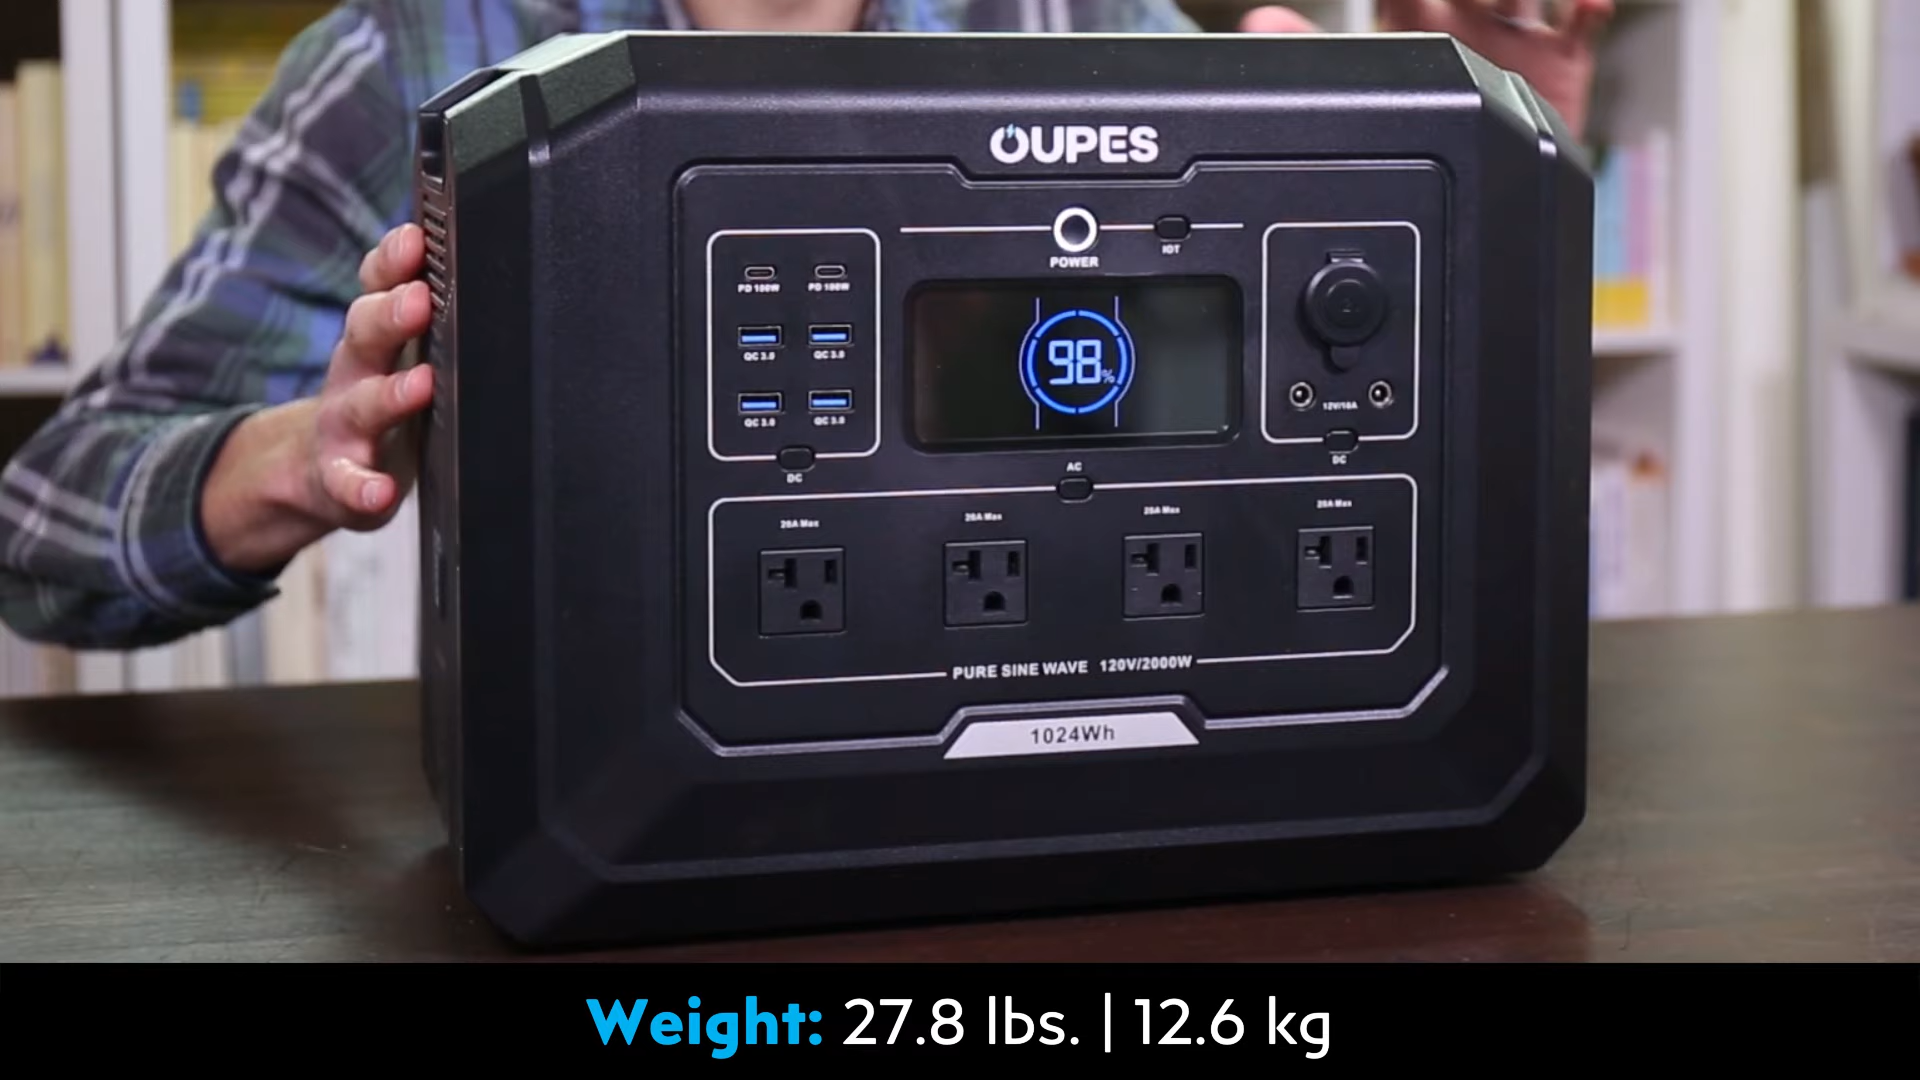 OUPES
POWER
IOT
PD 100W PD 100W
QC 3.0 QC 3.0
QC 3.0 QC 3.0
DC
98%
12V/10A
DC
AC
20A Max 20A Max 20A Max 20A Max
PURE SINE WAVE 120V/2000W
1024Wh
Weight: 27.8 lbs. | 12.6 kg